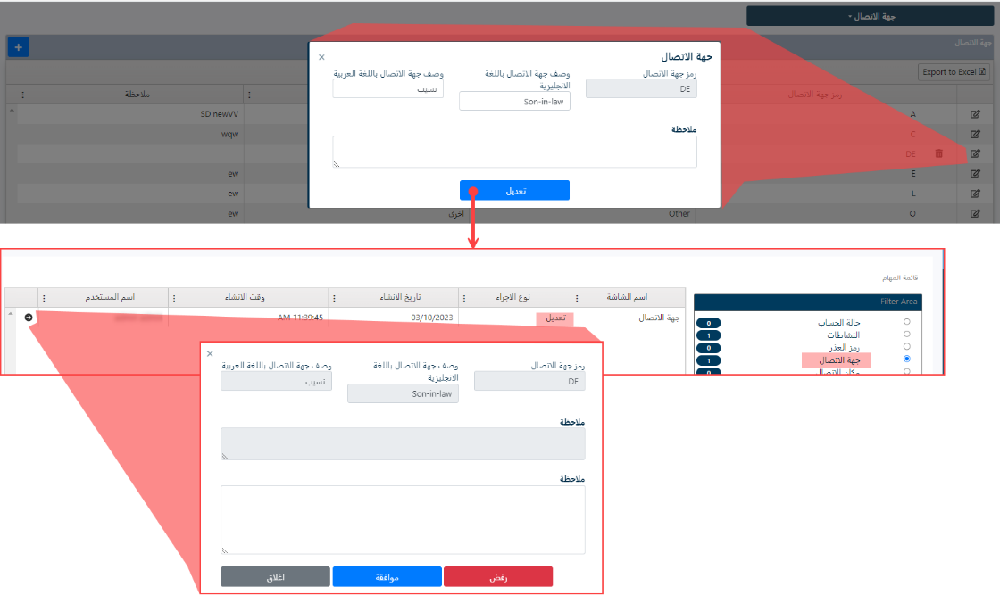 جهة الاتصال
جهة الاتصال
+
Export to Excel
رمز جهة الاتصال
ملاحظة
A
SD newVV
C
wqw
DE
E
ew
L
ew
O
Other
اخرى
ew
جهة الاتصال
×
رمز جهة الاتصال
وصف جهة الاتصال باللغة الانجليزية
وصف جهة الاتصال باللغة العربية
DE
Son-in-law
نسيب
ملاحظة
تعديل
قائمة المهام
Filter Area
حالة الحساب
0
النشاطات
1
رمز العذر
0
جهة الاتصال
1
مكان الاتصال
0
اسم الشاشة
نوع الاجراء
تاريخ الانشاء
وقت الانشاء
اسم المستخدم
جهة الاتصال
تعديل
03/10/2023
AM 11:39:45
×
رمز جهة الاتصال
وصف جهة الاتصال باللغة الانجليزية
وصف جهة الاتصال باللغة العربية
DE
Son-in-law
نسيب
ملاحظة
ملاحظة
رفض
موافقة
اغلاق